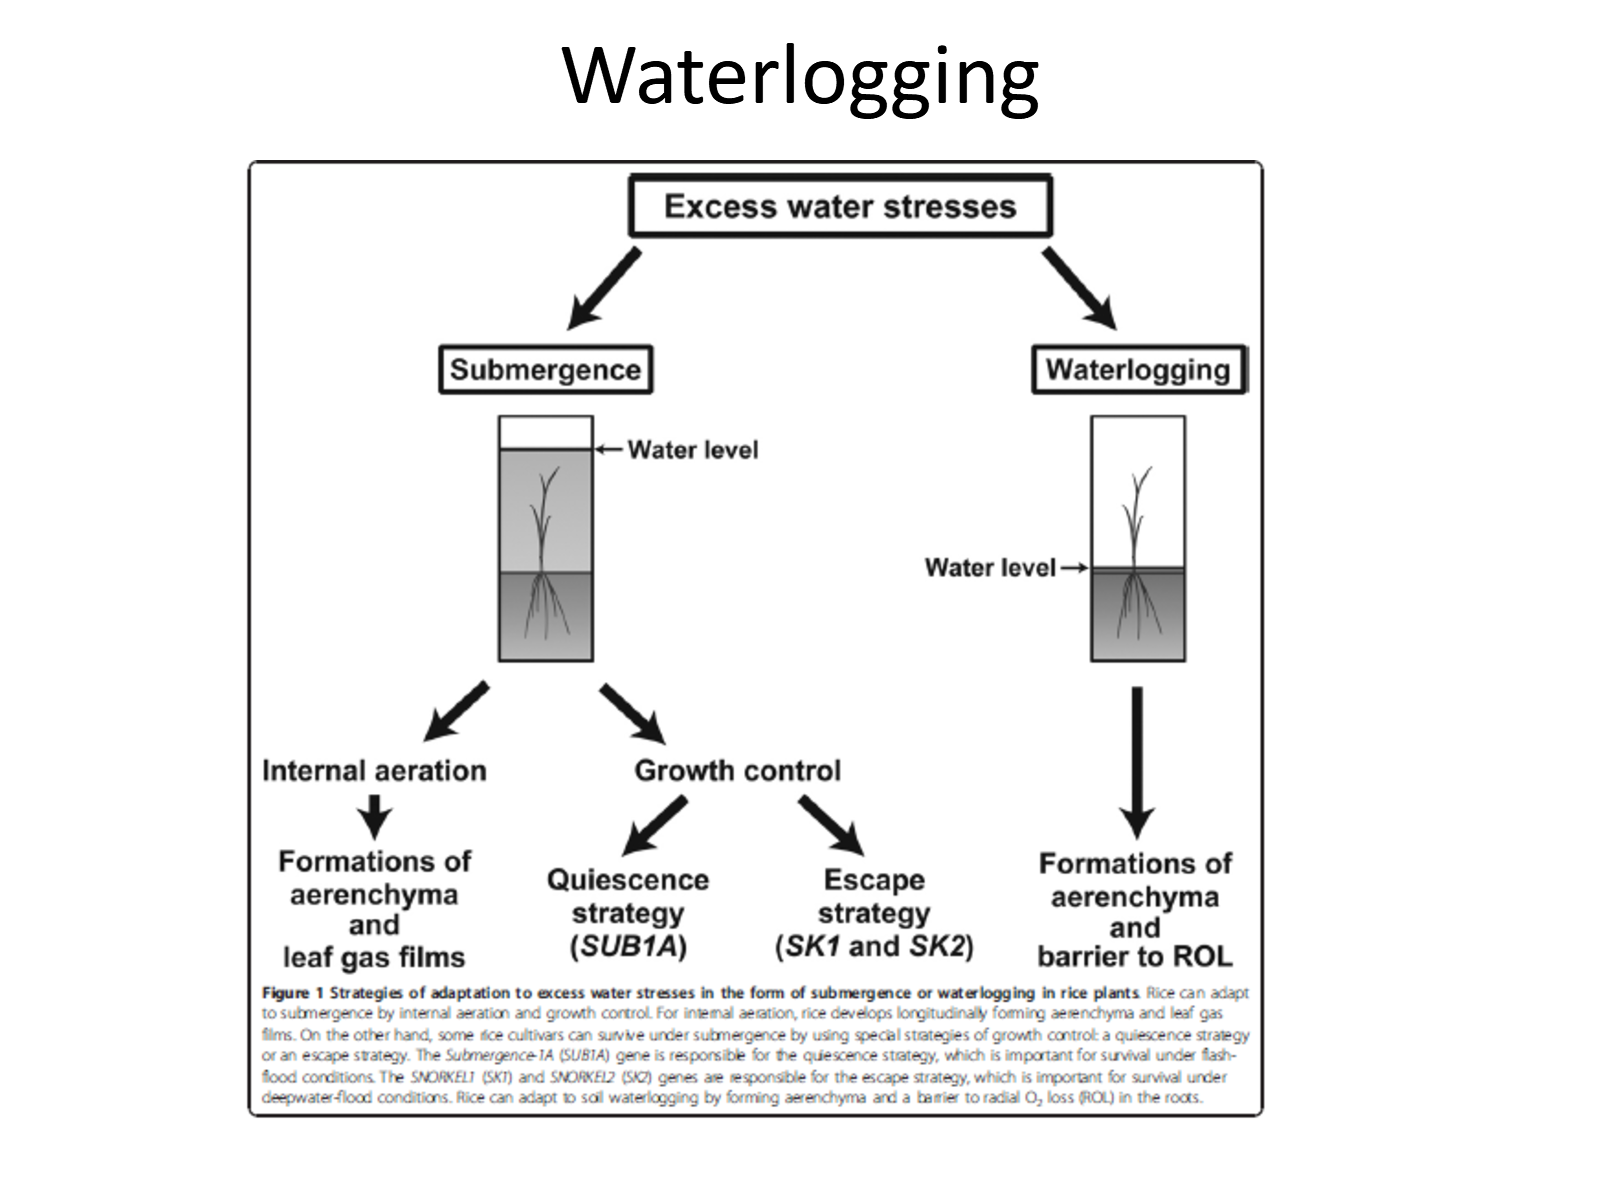 Waterlogging
Excess water stresses
Submergence
Waterlogging
Water level
Water level
Internal aeration
Growth control
Formations of
aerenchyma
and
leaf gas films
Quiescence
strategy
(SUB1A)
Escape
strategy
(SK1 and SK2)
Formations of
aerenchyma
and
barrier to ROL
Figure 1 Strategies of adaptation to excess water stresses in the form of submergence or waterlogging in rice plants. Rice can adapt
to submergence by internal aeration and growth control. For internal aeration, rice develops longitudinally forming aerenchyma and leaf gas
films. On the other hand, some rice cultivars can survive under submergence by using special strategies of growth control: a quiescence strategy
or an escape strategy. The Submergence-1A (SUB1A) gene is responsible for the quiescence strategy, which is important for survival under flash-
flood conditions. The SNORKEL1 (SK1) and SNORKEL2 (SK2) genes are responsible for the escape strategy, which is important for survival under
deepwater-flood conditions. Rice can adapt to soil waterlogging by forming aerenchyma and a barrier to radial O₂ loss (ROL) in the roots.